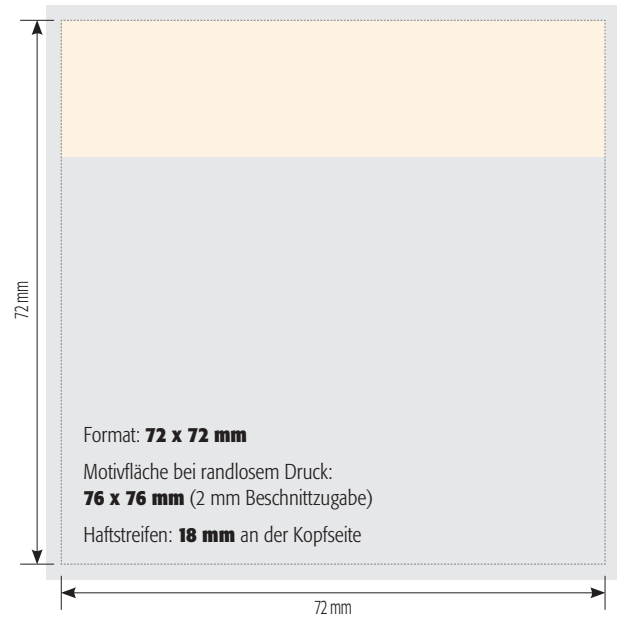 72 mm
Format: 72 x 72 mm
Motivfläche bei randlosem Druck:
76 x 76 mm (2 mm Beschnittzugabe)
Haftstreifen: 18 mm an der Kopfseite
72 mm